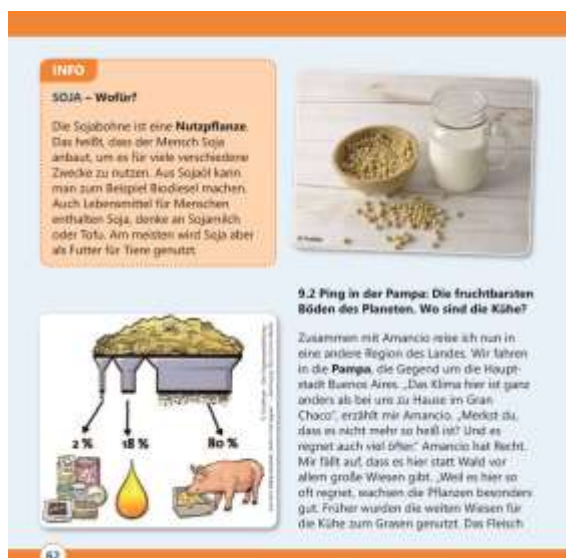 INFO
SOJA – Wofür?
Die Sojabohne ist eine Nutzpflanze.
Das heißt, dass der Mensch Soja
anbaut, um es für viele verschiedene
Zwecke zu nutzen. Aus Sojaöl kann
man zum Beispiel Biodiesel machen.
Auch Lebensmittel für Menschen
enthalten Soja, denke an Sojamilch
oder Tofu. Am meisten wird Soja aber
als Futter für Tiere genutzt.
2 %
18 %
80 %
9.2 Ping in der Pampa: Die fruchtbarsten
Böden des Planeten. Wo sind die Kühe?
Zusammen mit Amancio reise ich nun in
eine andere Region des Landes. Wir fahren
in die Pampa, die Gegend um die Haupt-
stadt Buenos Aires. „Das Klima hier ist ganz
anders als bei uns zu Hause im Gran
Chaco“, erzählt mir Amancio. „Merkst du,
dass es nicht mehr so heiß ist? Und es
regnet auch viel öfter.“ Amancio hat Recht.
Mir fällt auf, dass es hier statt Wald vor
allem große Wiesen gibt. „Weil es hier so
oft regnet, wachsen die Pflanzen besonders
gut. Früher wurden die weiten Wiesen für
die Kühe zum Grasen genutzt. Das Fleisch
62